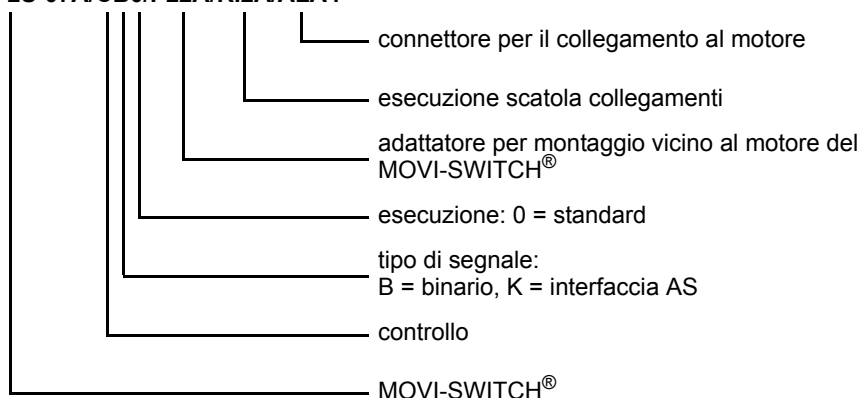 connettore per il collegamento al motore
esecuzione scatola collegamenti
adattatore per montaggio vicino al motore del
MOVI-SWITCH®
esecuzione: 0 = standard
tipo di segnale:
B = binario, K = interfaccia AS
controllo
MOVI-SWITCH®